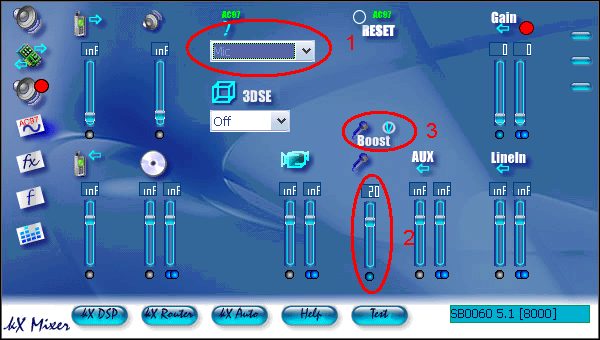 AC97
AC97
RESET
Gain
1
inf
inf
Mic
0
0
3DSE
Off
3
Boost
AUX
LineIn
inf
inf
inf
inf
inf
20
inf
inf
inf
inf
2
AC97
fx
f
kX Mixer
kX DSP
kX Router
kX Auto
Help
Test
SB0060 5.1 [8000]